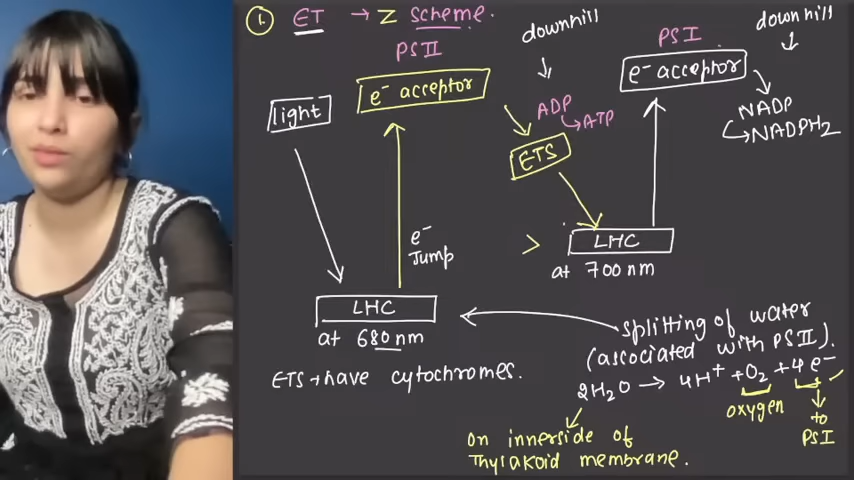 ① ET → Z scheme.
PSII
downhill
PSI
downhill
light
e⁻ acceptor
e⁻ acceptor
ADP
↳ATP
NADP
↳NADPH2
ETS
e⁻
Jump
>
LHC
at 700 nm
LHC
at 680 nm
splitting of water
(associated with PSII).
ETS → have cytochromes.
2H₂O → 4H⁺ + O₂ + 4e⁻
oxygen
to
PSI
On innerside of
Thylakoid membrane.